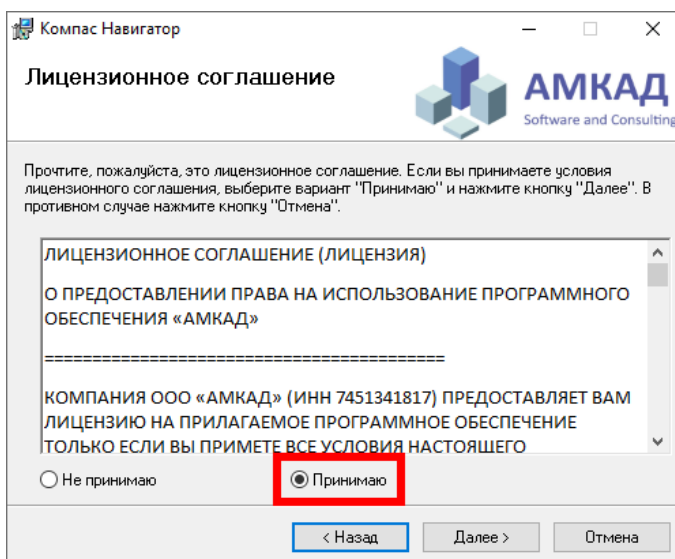 Компас Навигатор
Лицензионное соглашение
АМКАД
Software and Consulting
Прочтите, пожалуйста, это лицензионное соглашение. Если вы принимаете условия
лицензионного соглашения, выберите вариант "Принимаю" и нажмите кнопку "Далее". В
противном случае нажмите кнопку "Отмена".
ЛИЦЕНЗИОННОЕ СОГЛАШЕНИЕ (ЛИЦЕНЗИЯ)
О ПРЕДОСТАВЛЕНИИ ПРАВА НА ИСПОЛЬЗОВАНИЕ ПРОГРАММНОГО
ОБЕСПЕЧЕНИЯ «АМКАД»
==========================================
КОМПАНИЯ ООО «АМКАД» (ИНН 7451341817) ПРЕДОСТАВЛЯЕТ ВАМ
ЛИЦЕНЗИЮ НА ПРИЛАГАЕМОЕ ПРОГРАММНОЕ ОБЕСПЕЧЕНИЕ
ТОЛЬКО ЕСЛИ ВЫ ПРИМЕТЕ ВСЕ УСЛОВИЯ НАСТОЯЩЕГО
Не принимаю
Принимаю
< Назад
Далее >
Отмена